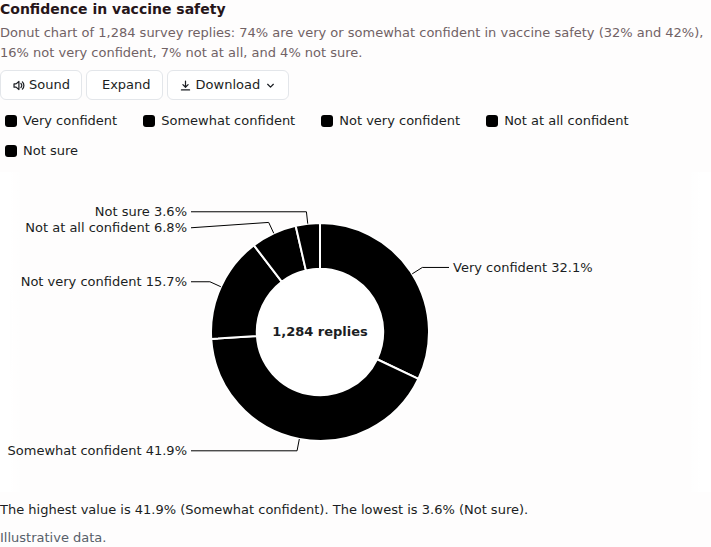 Confidence in vaccine safety
Donut chart of 1,284 survey replies: 74% are very or somewhat confident in vaccine safety (32% and 42%),
16% not very confident, 7% not at all, and 4% not sure.
Sound Expand Download
Very confident Somewhat confident Not very confident Not at all confident
Not sure
Not sure 3.6%
Not at all confident 6.8%
Very confident 32.1%
Not very confident 15.7%
1,284 replies
Somewhat confident 41.9%
The highest value is 41.9% (Somewhat confident). The lowest is 3.6% (Not sure).
Illustrative data.